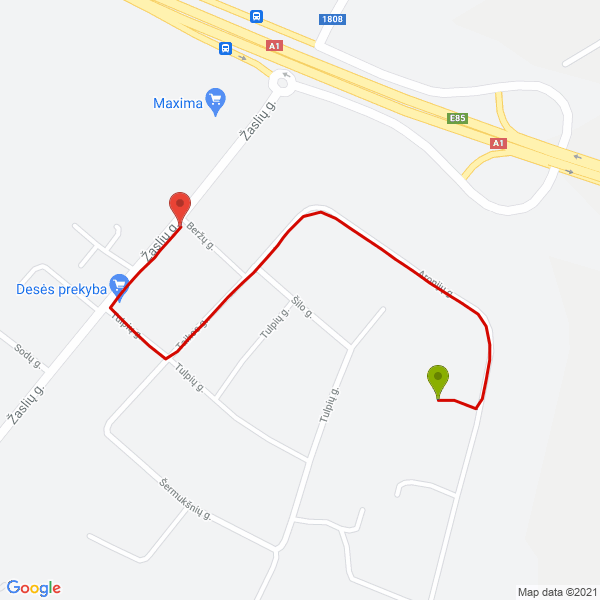 1808
A1
Maxima
Žaslių g.
E85
A1
Žaslių g.
Beržų g.
Aronijų g.
Desės prekyba
Tulpių g.
Šilo g.
Tulpių g.
Sodų g.
Tulpių g.
Žaslių g.
Tulpių g.
Šermukšnių g.
Google
Map data ©2021